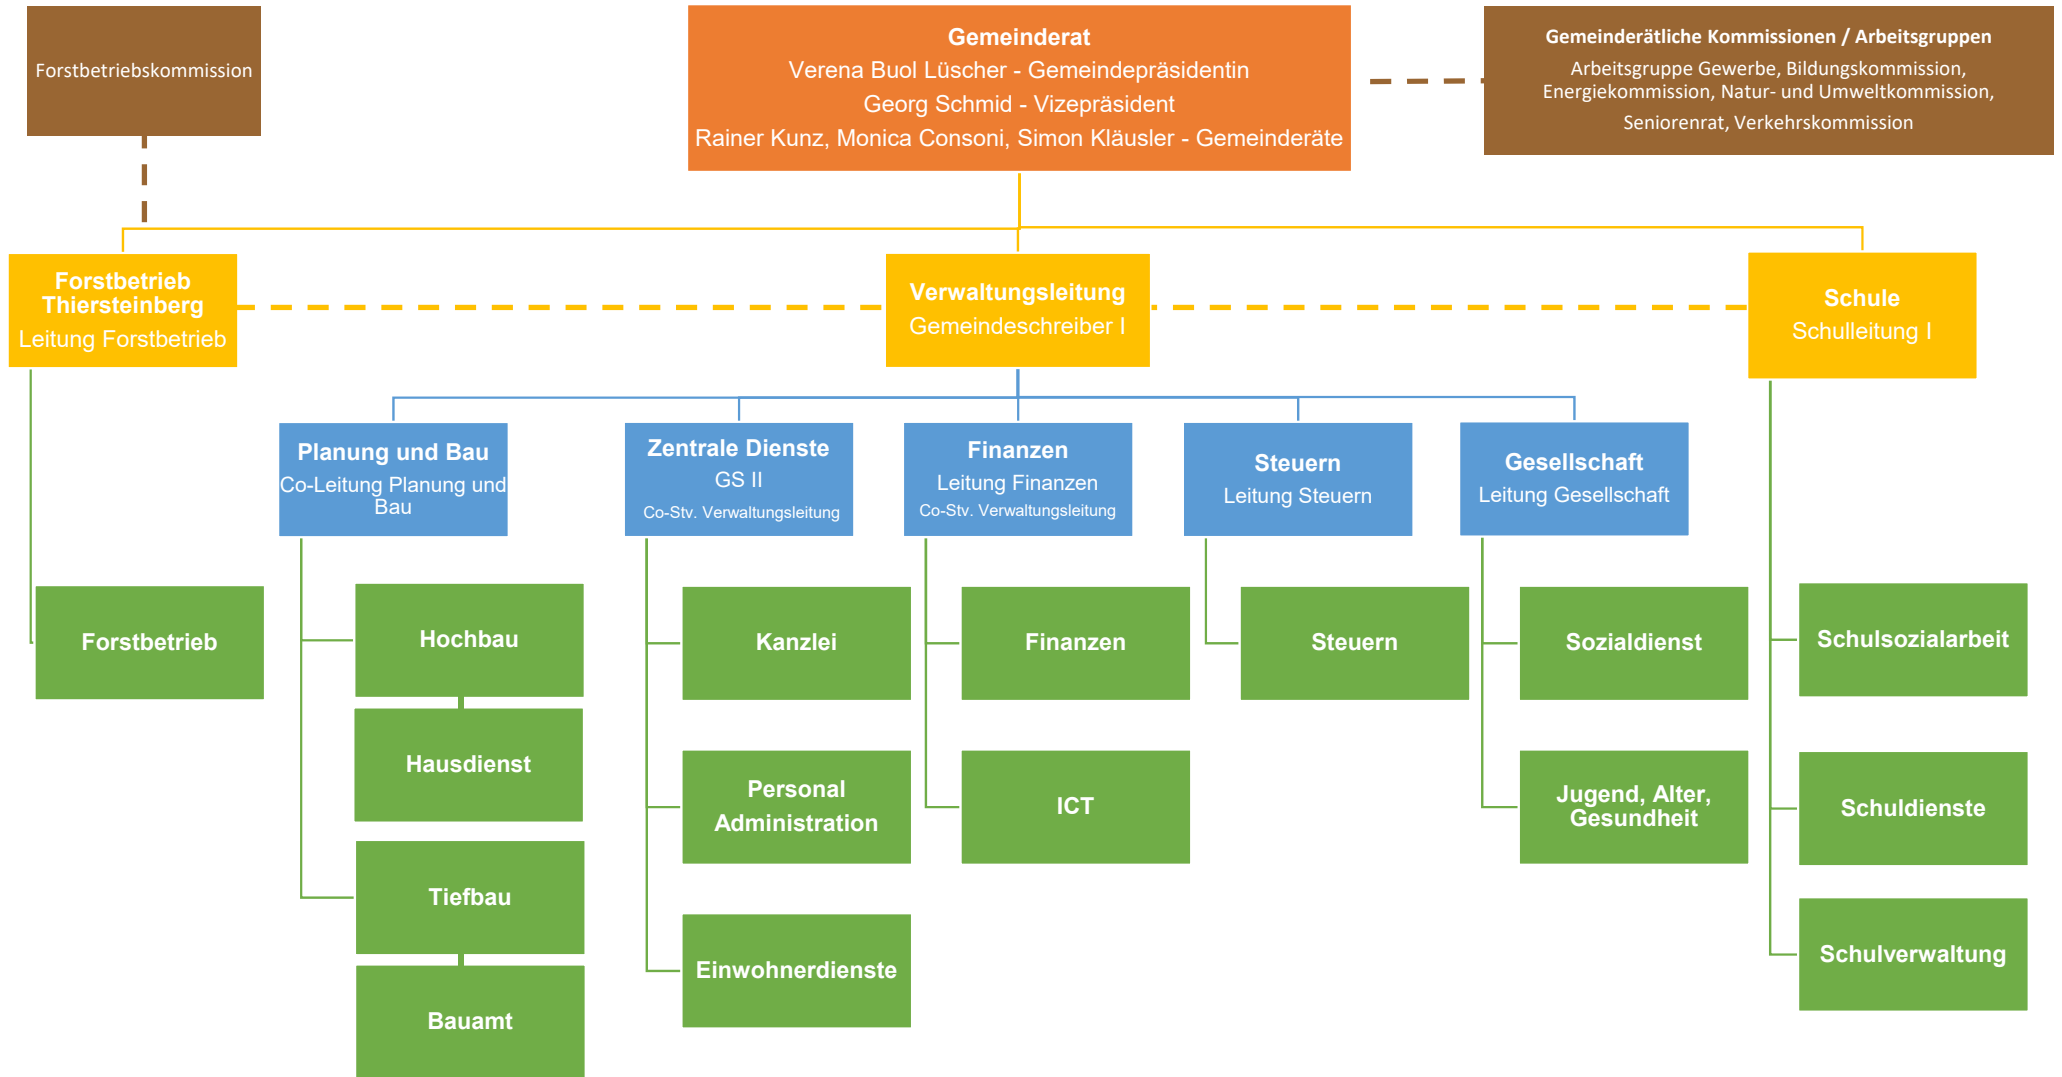 Forstbetriebskommission
Gemeinderat
Verena Buol Lüscher - Gemeindepräsidentin
Georg Schmid - Vizepräsident
Rainer Kunz, Monica Consoni, Simon Kläusler - Gemeinderäte
Gemeinderätliche Kommissionen / Arbeitsgruppen
Arbeitsgruppe Gewerbe, Bildungskommission,
Energiekommission, Natur- und Umweltkommission,
Seniorenrat, Verkehrskommission
Forstbetrieb
Thiersteinberg
Leitung Forstbetrieb
Verwaltungsleitung
Gemeindeschreiber I
Schule
Schulleitung I
Planung und Bau
Co-Leitung Planung und
Bau
Zentrale Dienste
GS II
Co-Stv. Verwaltungsleitung
Finanzen
Leitung Finanzen
Co-Stv. Verwaltungsleitung
Steuern
Leitung Steuern
Gesellschaft
Leitung Gesellschaft
Forstbetrieb
Hochbau
Hausdienst
Tiefbau
Bauamt
Kanzlei
Personal
Administration
Einwohnerdienste
Finanzen
ICT
Steuern
Sozialdienst
Jugend, Alter,
Gesundheit
Schulsozialarbeit
Schuldienste
Schulverwaltung